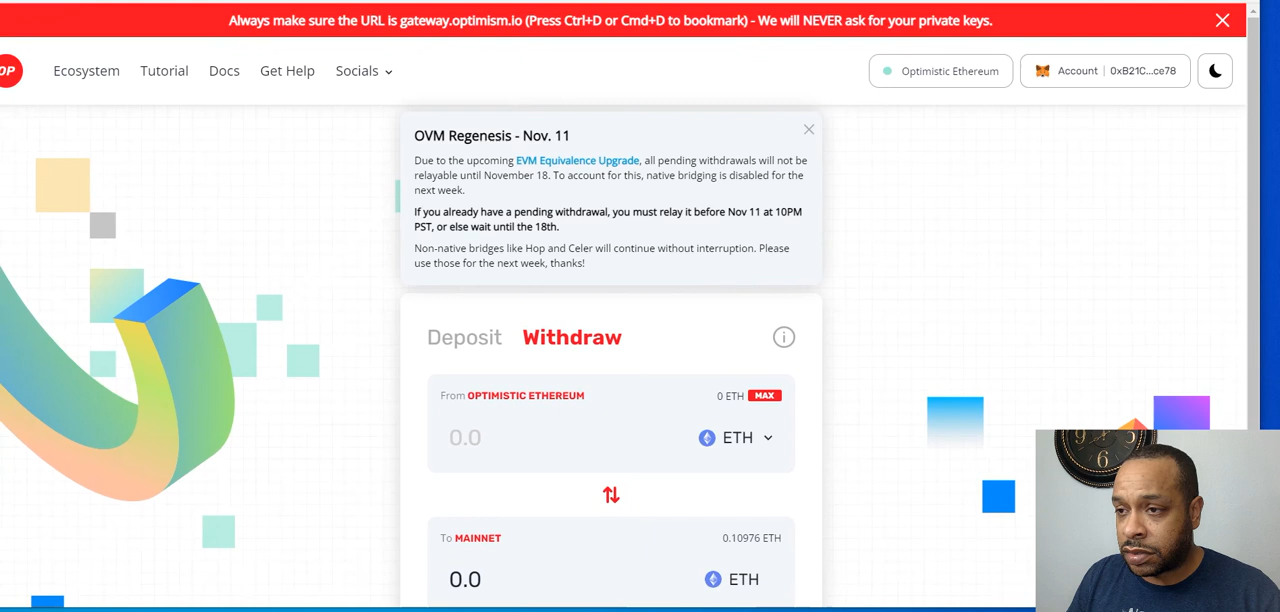 Always make sure the URL is gateway.optimism.io (Press Ctrl+D or Cmd+D to bookmark) - We will NEVER ask for your private keys.
OP Ecosystem Tutorial Docs Get Help Socials Optimistic Ethereum Account 0xB21C...ce78
OVM Regenesis - Nov. 11
Due to the upcoming EVM Equivalence Upgrade, all pending withdrawals will not be
relayable until November 18. To account for this, native bridging is disabled for the
next week.
If you already have a pending withdrawal, you must relay it before Nov 11 at 10PM
PST, or else wait until the 18th.
Non-native bridges like Hop and Celer will continue without interruption. Please
use those for the next week, thanks!
Deposit Withdraw
From OPTIMISTIC ETHEREUM 0 ETH MAX
0.0 ETH
To MAINNET 0.10976 ETH
0.0 ETH